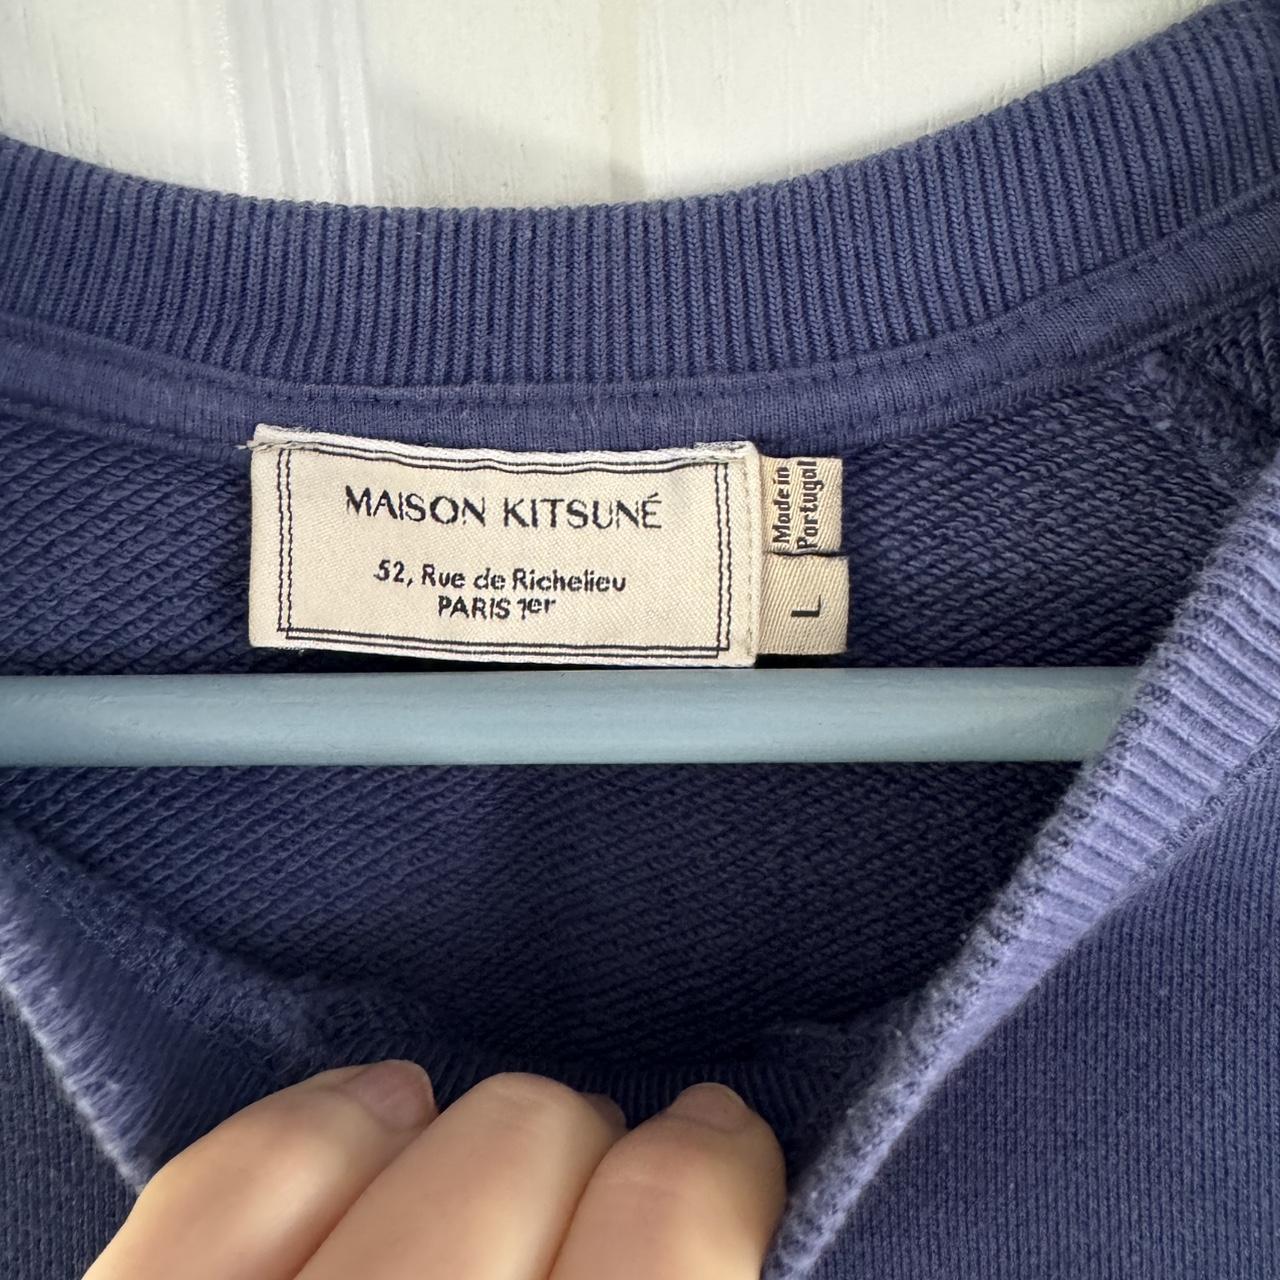 MAISON KITSUNÉ
52, Rue de Richelieu
PARIS 1er
Made in
Portugal
L